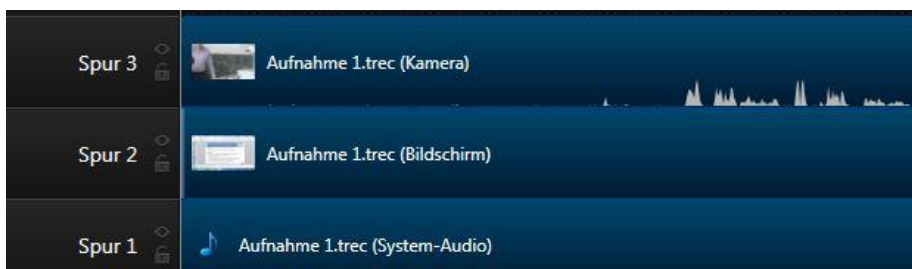 Spur 3
Aufnahme 1.trec (Kamera)
Spur 2
Aufnahme 1.trec (Bildschirm)
Spur 1
Aufnahme 1.trec (System-Audio)